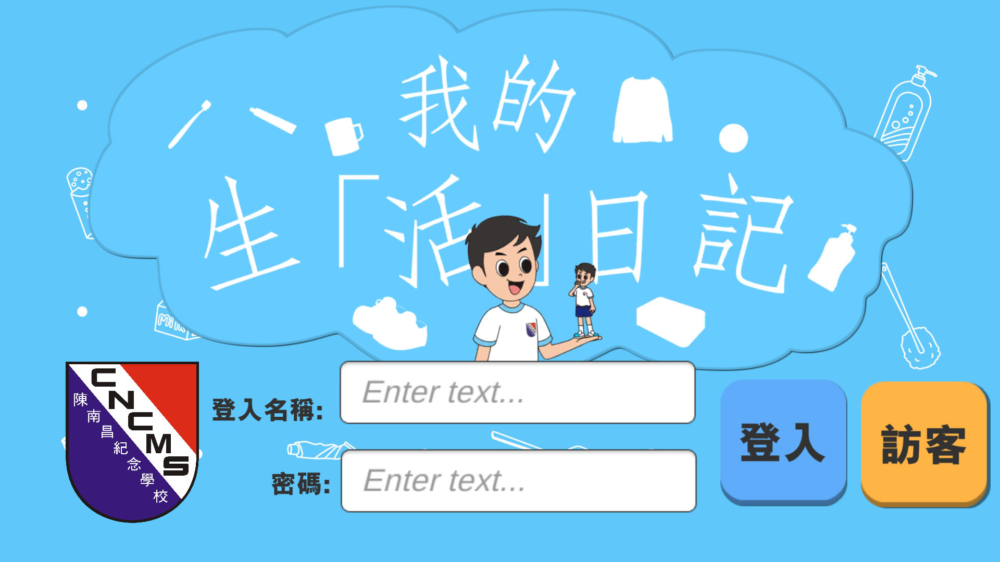 我的
生「活」日記
Milk
CNCMS
陳南昌紀念學校
登入名稱:
Enter text...
密碼:
Enter text...
登入
訪客